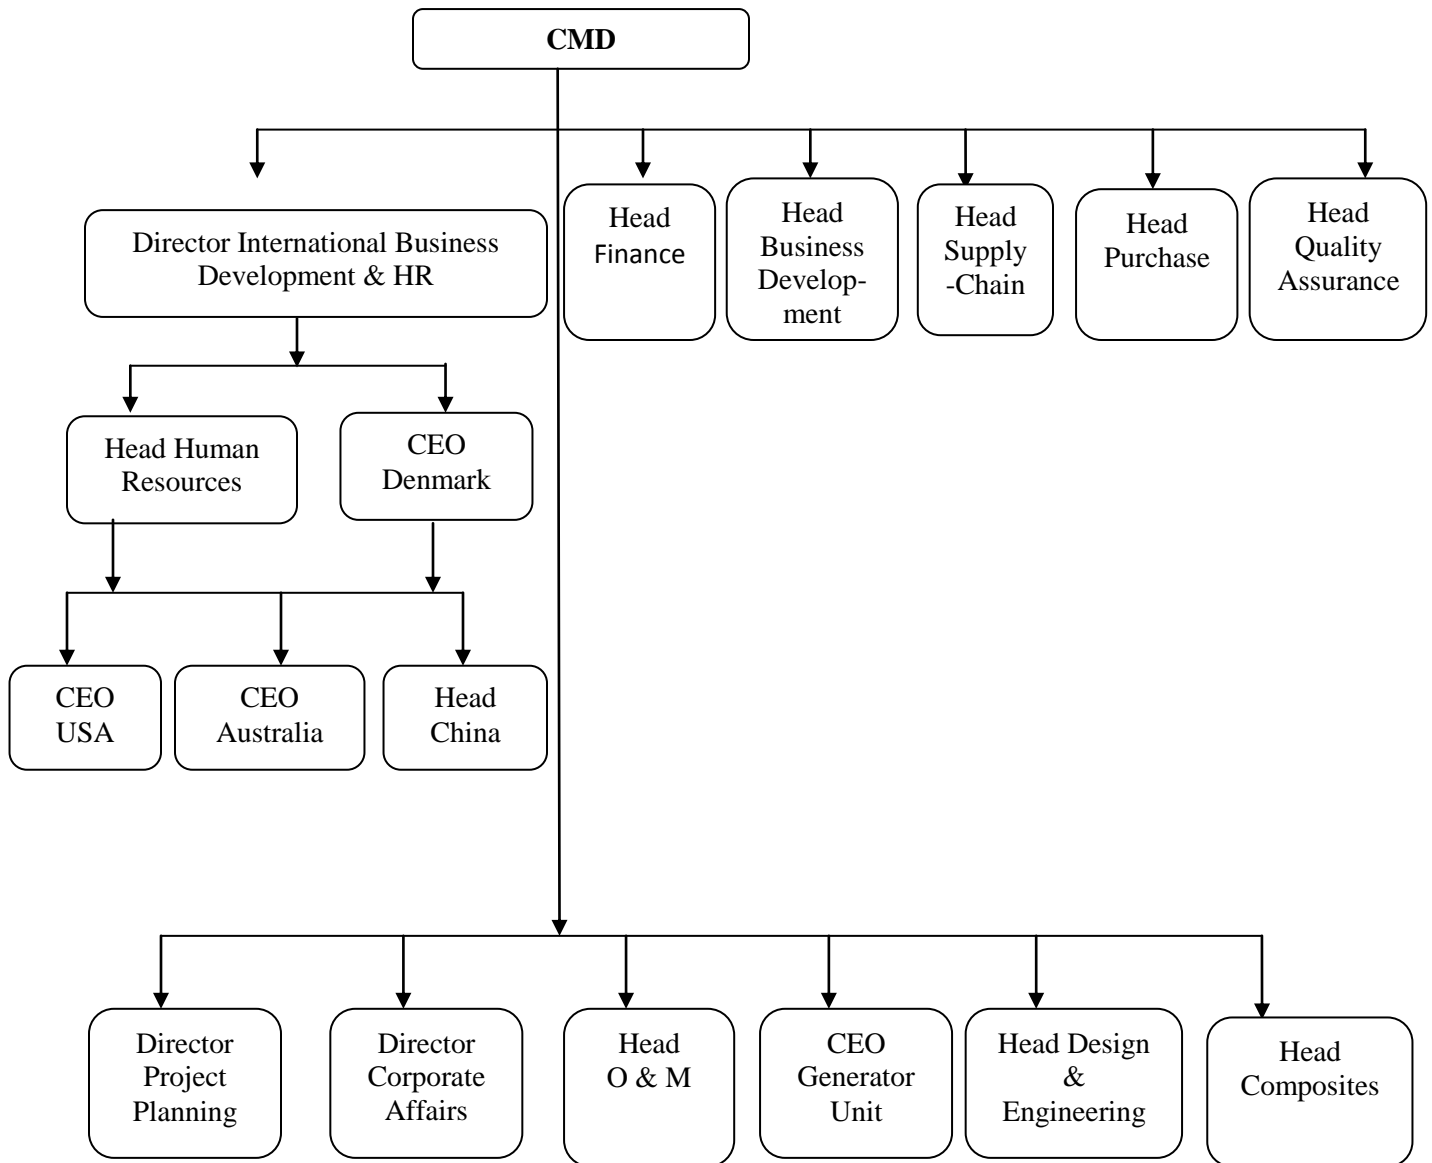 CMD
Director International Business
Development & HR
Head
Finance
Head
Business
Develop-
ment
Head
Supply
-Chain
Head
Purchase
Head
Quality
Assurance
Head Human
Resources
CEO
Denmark
CEO
USA
CEO
Australia
Head
China
Director
Project
Planning
Director
Corporate
Affairs
Head
O & M
CEO
Generator
Unit
Head Design
&
Engineering
Head
Composites